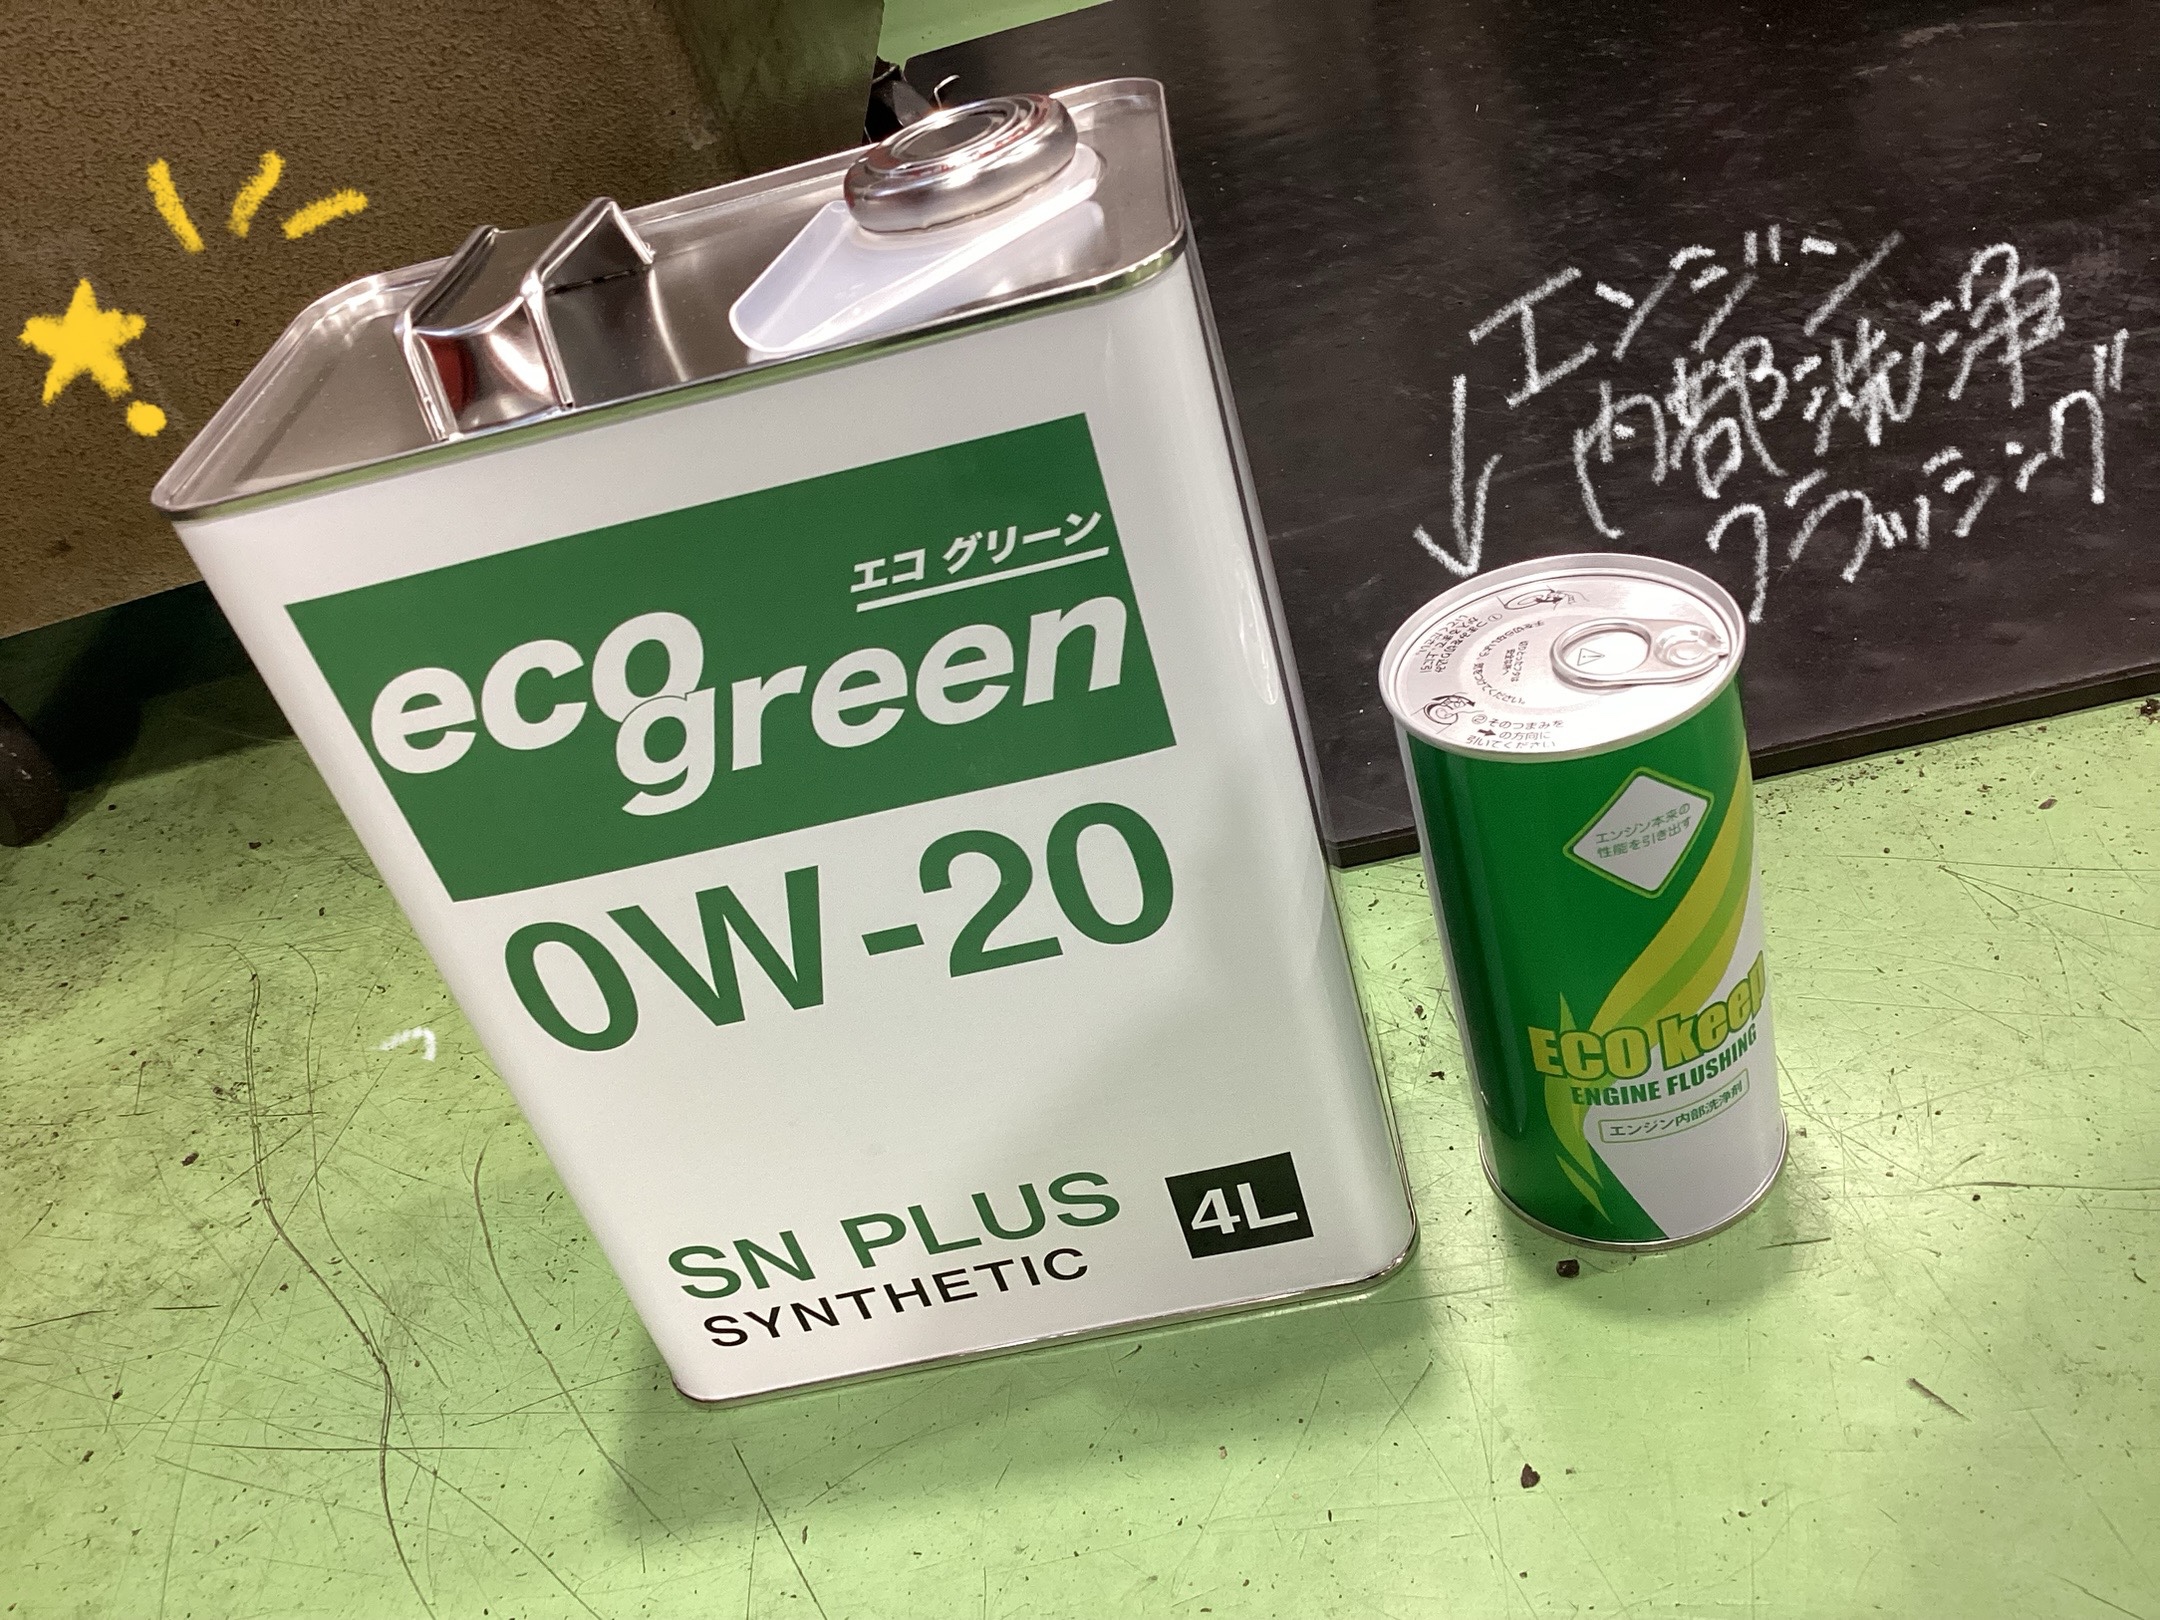 エコ グリーン
eco
green
0W-20
SN PLUS
SYNTHETIC
4L
エンジン
内部洗浄
フラッシング
②そのつまみを
の方向に
引いてください
エンジン本来の
性能を引き出す
ECO keep
ENGINE FLUSHING
エンジン内部洗浄剤